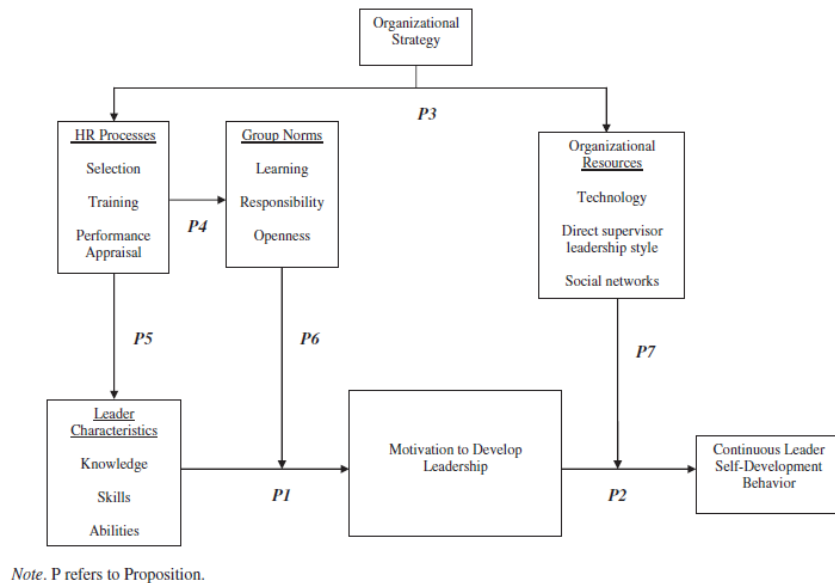 Organizational
Strategy
P3
HR Processes
Selection
Training
Performance
Appraisal
P4
Group Norms
Learning
Responsibility
Openness
Organizational
Resources
Technology
Direct supervisor
leadership style
Social networks
P5
P6
P7
Leader
Characteristics
Knowledge
Skills
Abilities
P1
Motivation to Develop
Leadership
P2
Continuous Leader
Self-Development
Behavior
Note. P refers to Proposition.